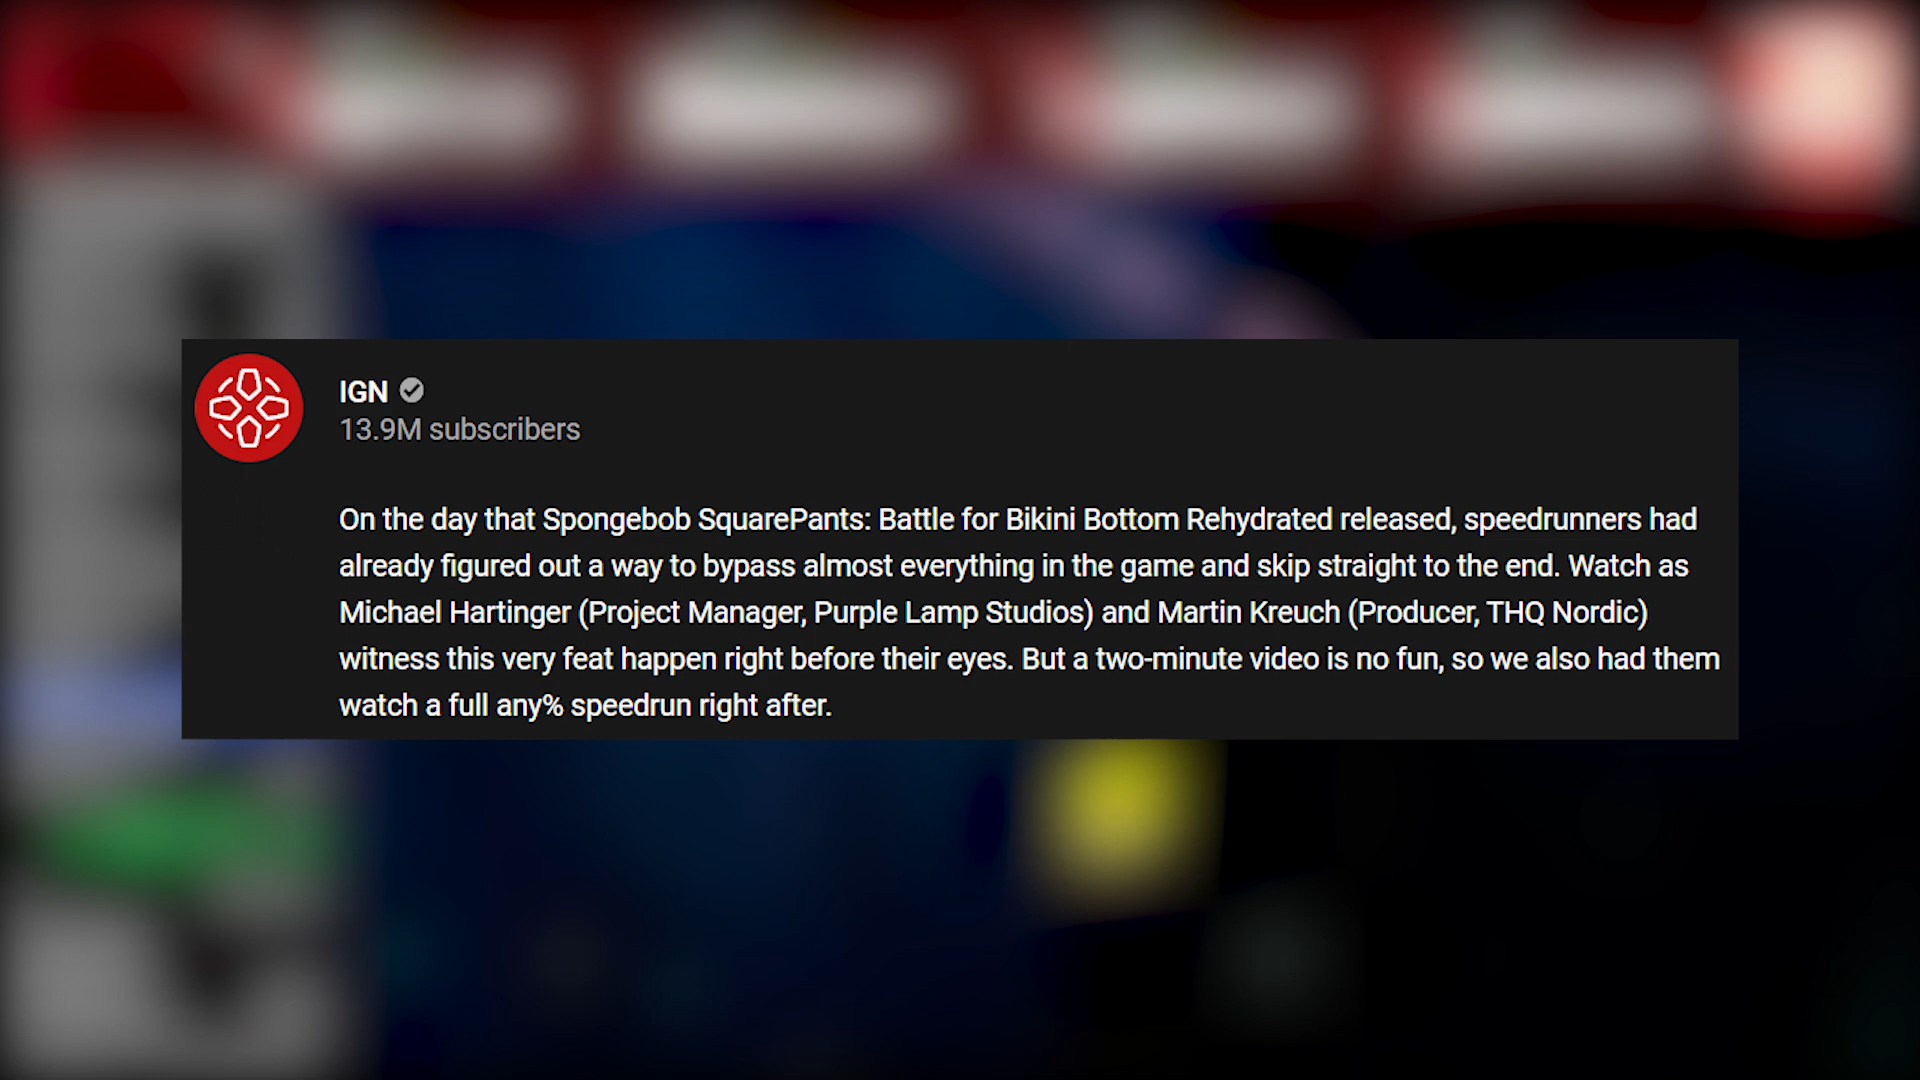 IGN
13.9M subscribers
On the day that Spongebob SquarePants: Battle for Bikini Bottom Rehydrated released, speedrunners had
already figured out a way to bypass almost everything in the game and skip straight to the end. Watch as
Michael Hartinger (Project Manager, Purple Lamp Studios) and Martin Kreuch (Producer, THQ Nordic)
witness this very feat happen right before their eyes. But a two-minute video is no fun, so we also had them
watch a full any% speedrun right after.